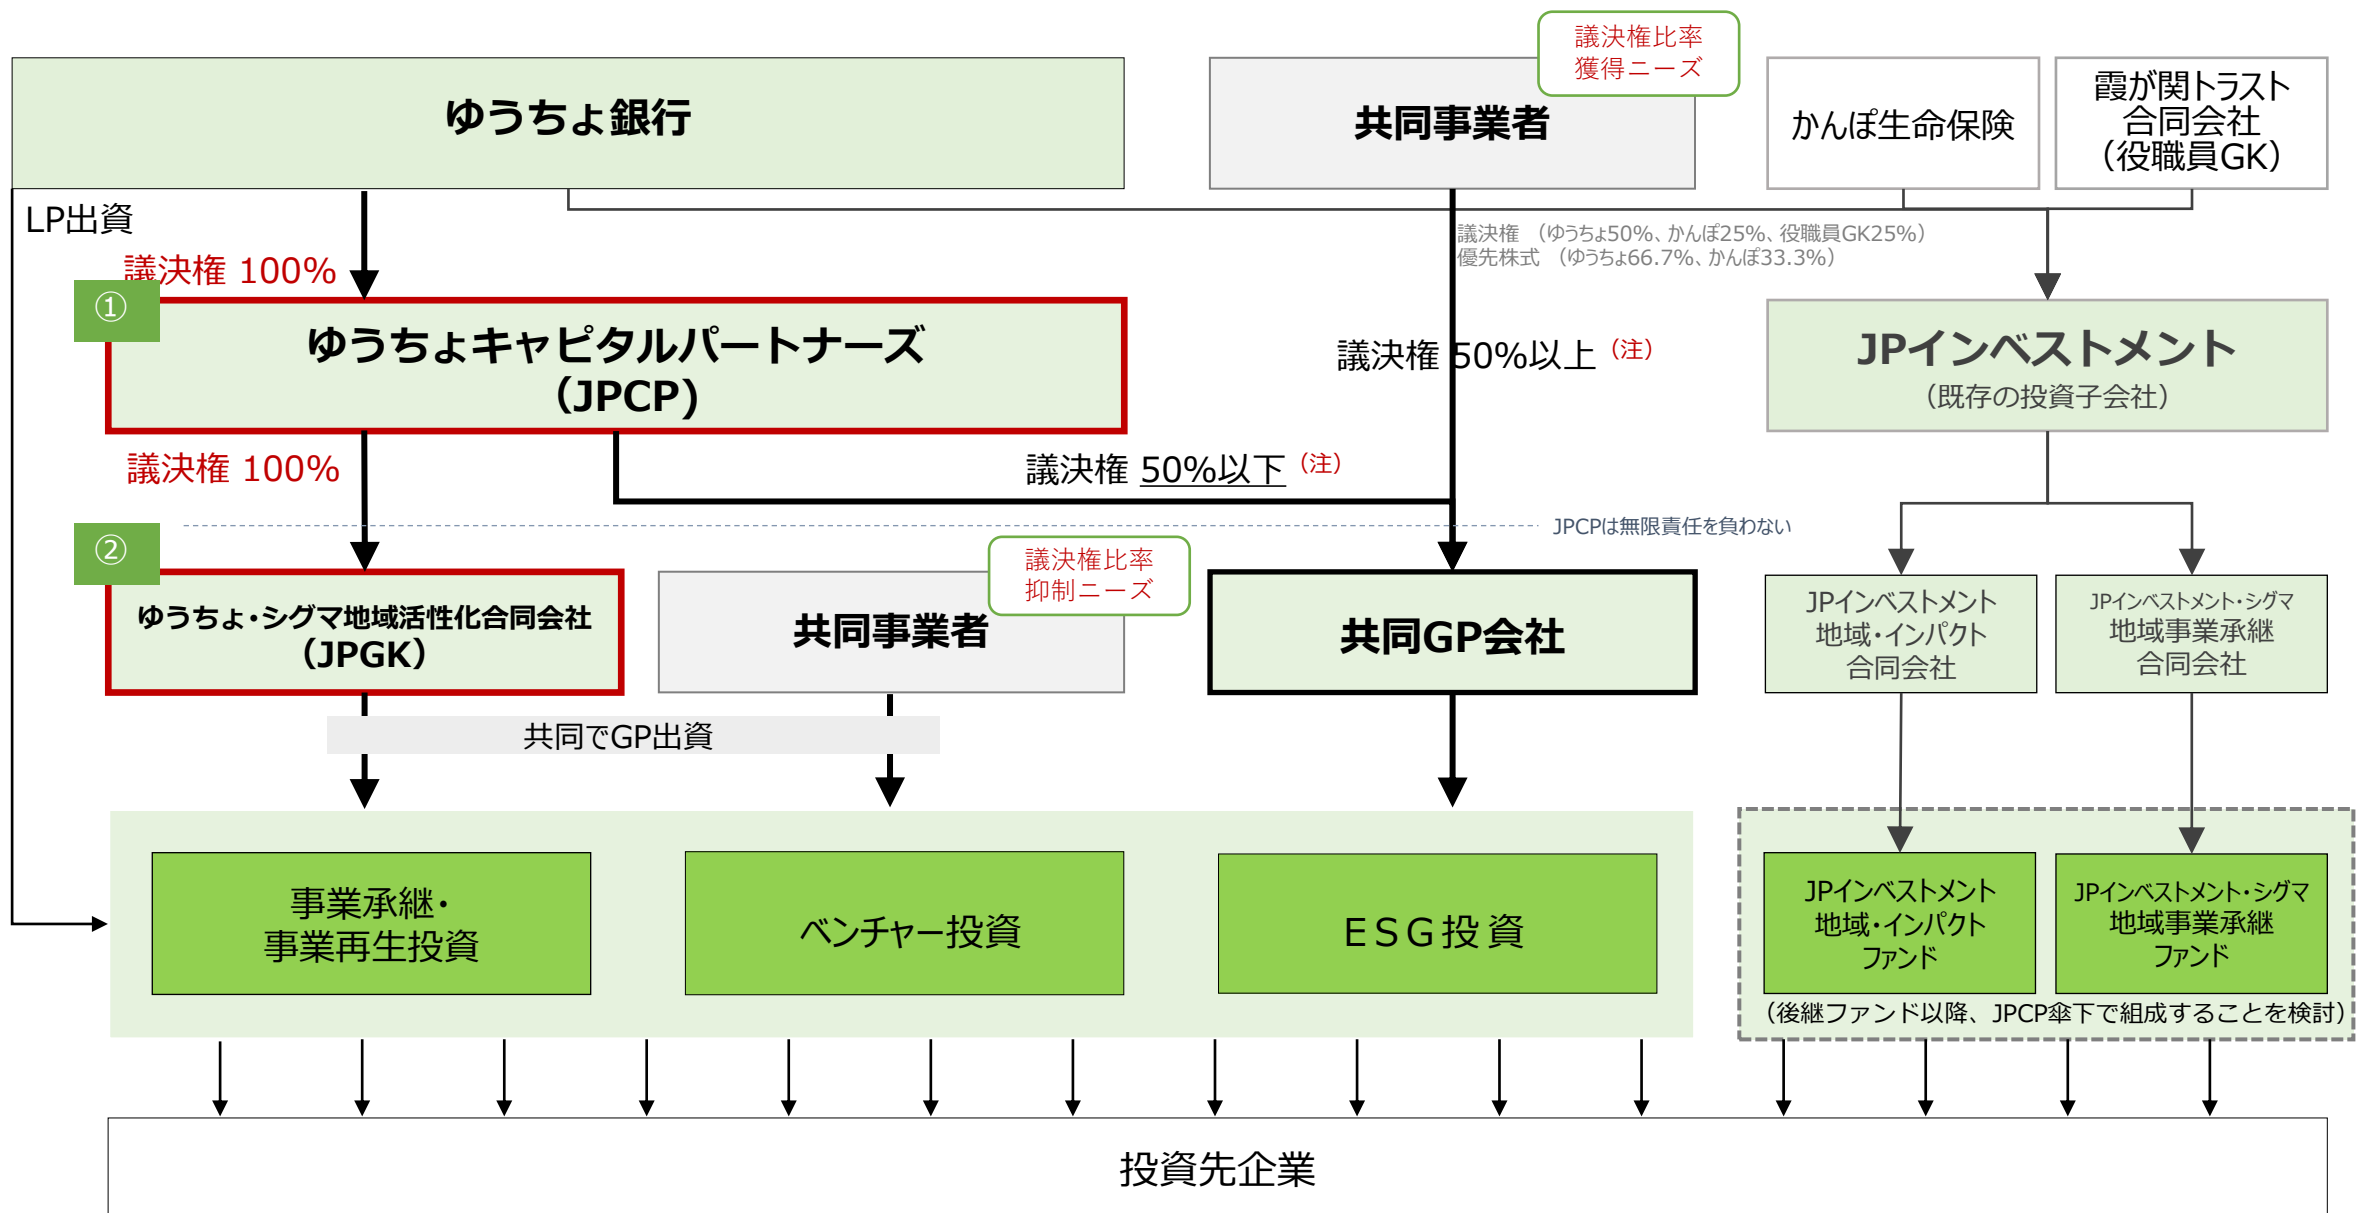 議決権比率
獲得ニーズ
ゆうちょ銀行
共同事業者
かんぽ生命保険
霞が関トラスト
合同会社
（役職員GK）
LP出資
議決権 100%
議決権 （ゆうちょ50%、かんぽ25%、役職員GK25%）
優先株式 （ゆうちょ66.7%、かんぽ33.3%）
①
ゆうちょキャピタルパートナーズ
（JPCP)
議決権 50%以上（注）
JPインベストメント
（既存の投資子会社）
議決権 100%
議決権 50%以下（注）
JPCPは無限責任を負わない
②
ゆうちょ・シグマ地域活性化合同会社
（JPGK）
議決権比率
抑制ニーズ
共同事業者
共同GP会社
JPインベストメント
地域・インパクト
合同会社
JPインベストメント・シグマ
地域事業承継
合同会社
共同でGP出資
事業承継・
事業再生投資
ベンチャー投資
ＥＳＧ投資
JPインベストメント
地域・インパクト
ファンド
JPインベストメント・シグマ
地域事業承継
ファンド
（後継ファンド以降、JPCP傘下で組成することを検討）
投資先企業